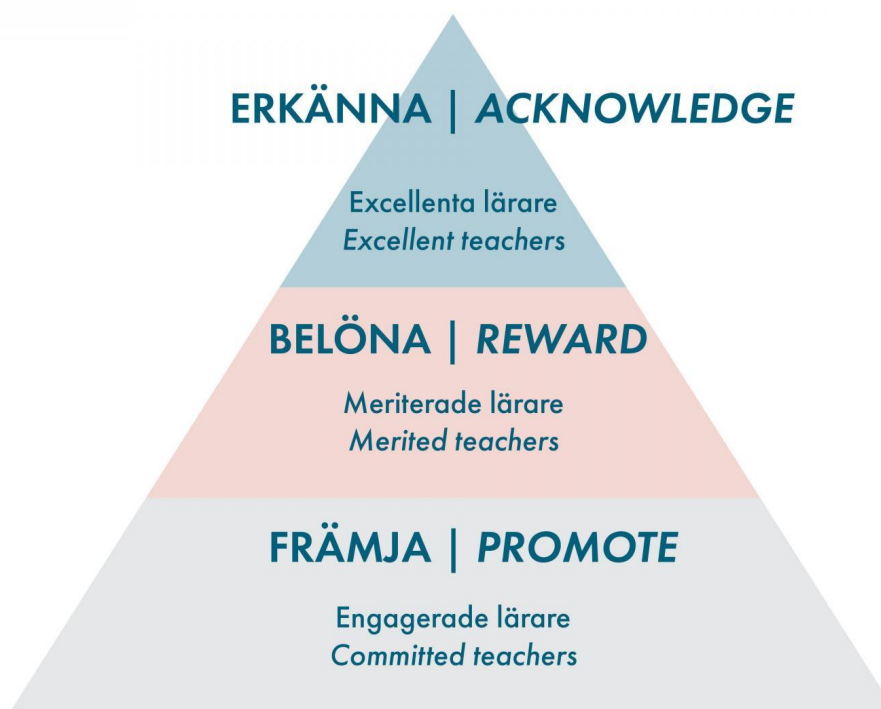 ERKÄNNA | ACKNOWLEDGE
Excellenta lärare
Excellent teachers
BELÖNA | REWARD
Meriterade lärare
Merited teachers
FRÄMJA | PROMOTE
Engagerade lärare
Committed teachers